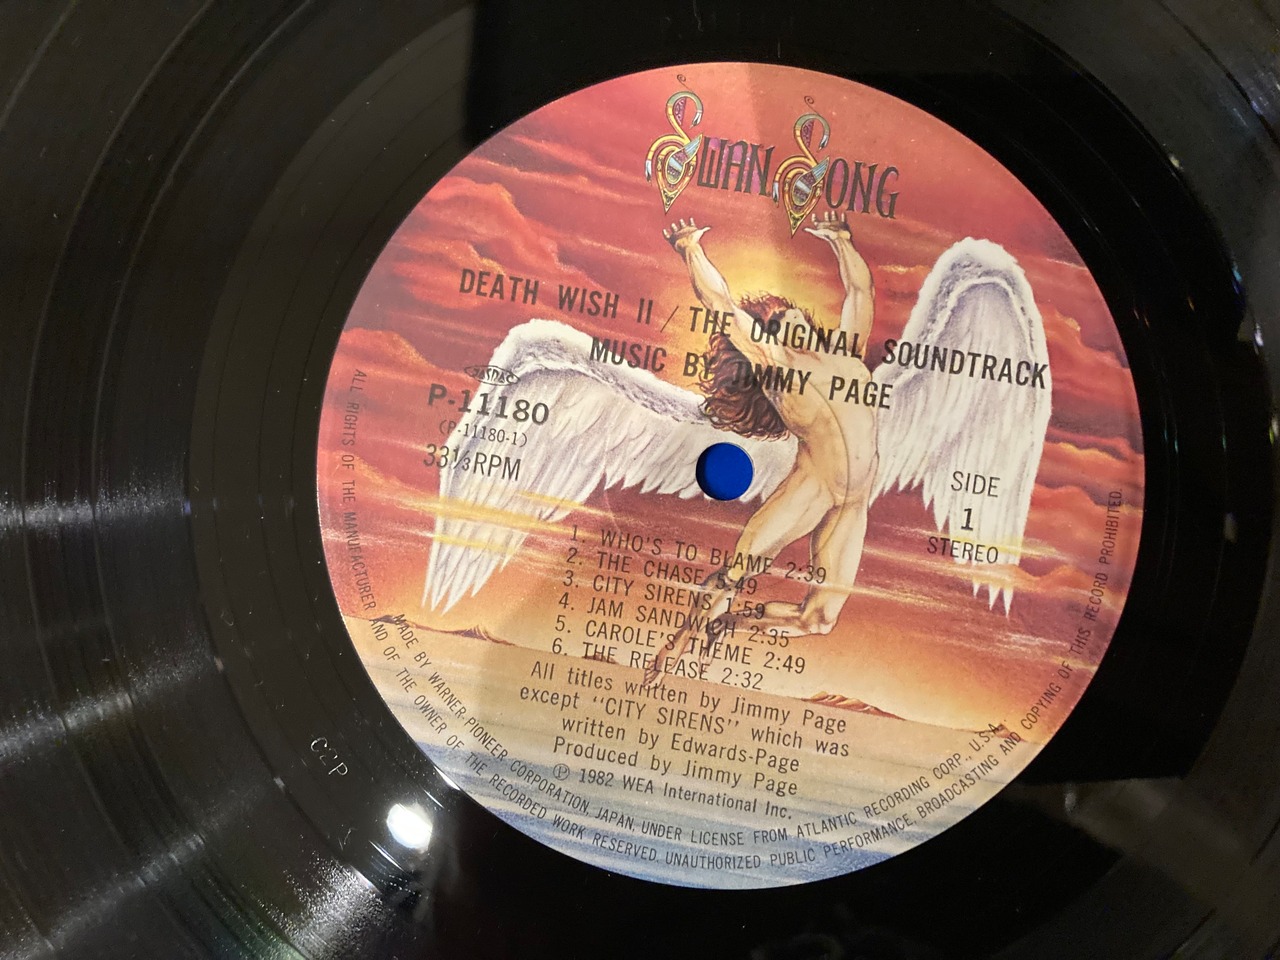 SWAN SONG
DEATH WISH II / THE ORIGINAL SOUNDTRACK
MUSIC BY JIMMY PAGE
JASRAC
P-11180
(P-11180-1)
33⅓RPM
SIDE
1
STEREO
1. WHO'S TO BLAME 2:39
2. THE CHASE 5:49
3. CITY SIRENS 1:59
4. JAM SANDWICH 2:35
5. CAROLE'S THEME 2:49
6. THE RELEASE 2:32
All titles written by Jimmy Page
except "CITY SIRENS" which was
written by Edwards-Page
Produced by Jimmy Page
Ⓟ 1982 WEA International Inc.
MADE BY WARNER-PIONEER CORPORATION, JAPAN, UNDER LICENSE FROM ATLANTIC RECORDING CORP., U.S.A.
ALL RIGHTS OF THE MANUFACTURER AND OF THE OWNER OF THE RECORDED WORK RESERVED. UNAUTHORIZED PUBLIC PERFORMANCE, BROADCASTING AND COPYING OF THIS RECORD PROHIBITED.